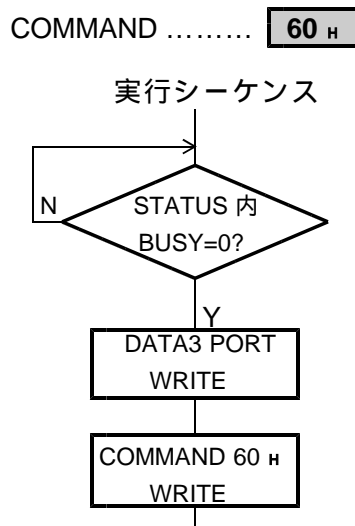 COMMAND ……… 60 H
実行シーケンス
N
STATUS 内
BUSY=0?
Y
DATA3 PORT
WRITE
COMMAND 60 H
WRITE